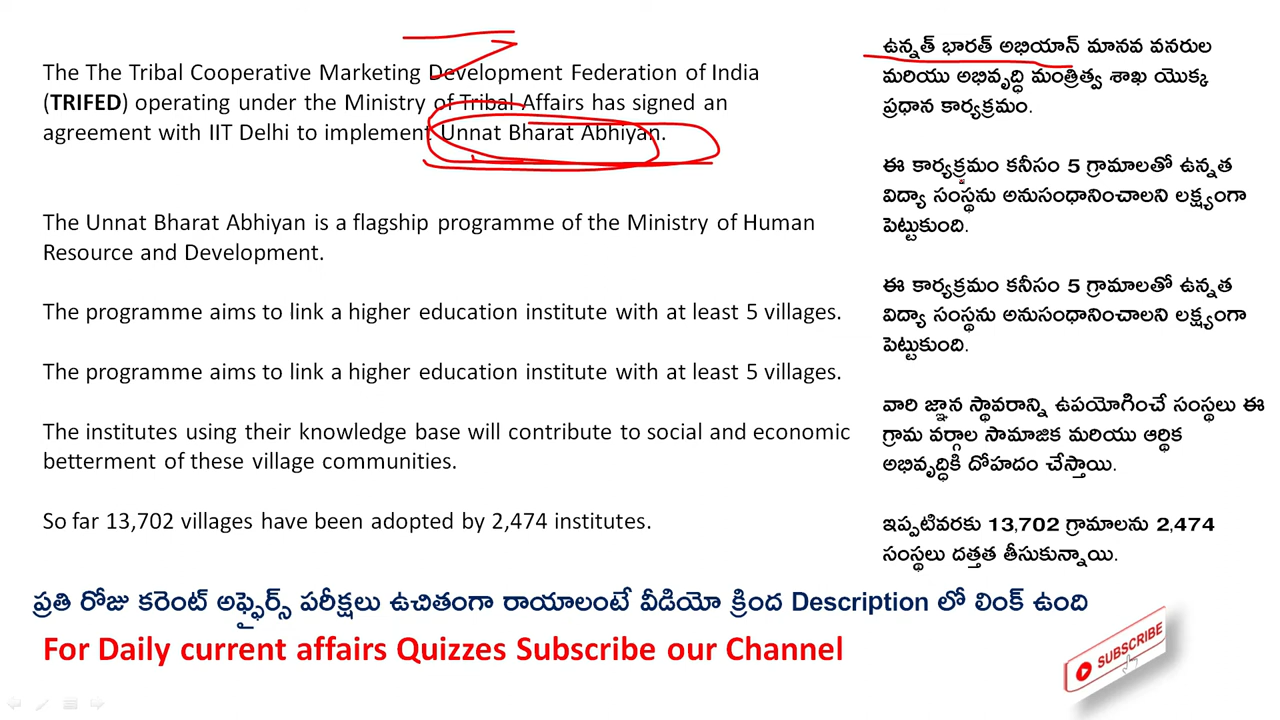 The The Tribal Cooperative Marketing Development Federation of India
(TRIFED) operating under the Ministry of Tribal Affairs has signed an
agreement with IIT Delhi to implement Unnat Bharat Abhiyan.
The Unnat Bharat Abhiyan is a flagship programme of the Ministry of Human
Resource and Development.
The programme aims to link a higher education institute with at least 5 villages.
The programme aims to link a higher education institute with at least 5 villages.
The institutes using their knowledge base will contribute to social and economic
betterment of these village communities.
So far 13,702 villages have been adopted by 2,474 institutes.
ఉన్నత్ భారత్ అభియాన్ మానవ వనరుల
మరియు అభివృద్ధి మంత్రిత్వ శాఖ యొక్క
ప్రధాన కార్యక్రమం.
ఈ కార్యక్రమం కనీసం 5 గ్రామాలతో ఉన్నత
విద్యా సంస్థను అనుసంధానించాలని లక్ష్యంగా
పెట్టుకుంది.
ఈ కార్యక్రమం కనీసం 5 గ్రామాలతో ఉన్నత
విద్యా సంస్థను అనుసంధానించాలని లక్ష్యంగా
పెట్టుకుంది.
వారి జ్ఞాన స్థావరాన్ని ఉపయోగించే సంస్థలు ఈ
గ్రామ వర్గాల సామాజిక మరియు ఆర్థిక
అభివృద్ధికి దోహదం చేస్తాయి.
ఇప్పటివరకు 13,702 గ్రామాలను 2,474
సంస్థలు దత్తత తీసుకున్నాయి.
ప్రతి రోజు కరెంట్ అఫ్ఫైర్స్ పరీక్షలు ఉచితంగా రాయాలంటే వీడియో క్రింద Description లో లింక్ ఉంది
For Daily current affairs Quizzes Subscribe our Channel
SUBSCRIBE